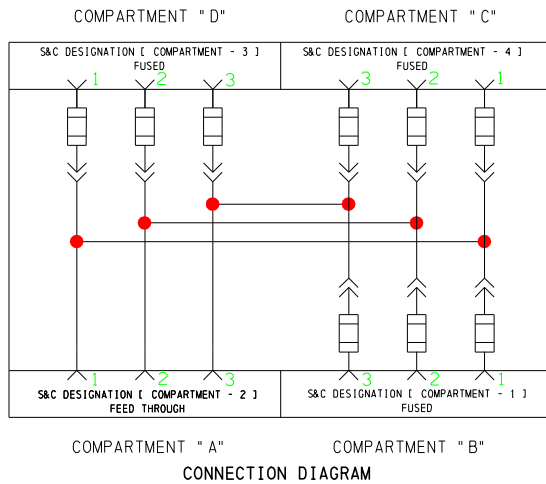 COMPARTMENT "D" COMPARTMENT "C"
S&C DESIGNATION [ COMPARTMENT - 3 ] S&C DESIGNATION [ COMPARTMENT - 4 ]
FUSED FUSED
1 2 3 3 2 1
1 2 3 3 2 1
S&C DESIGNATION [ COMPARTMENT - 2 ] S&C DESIGNATION [ COMPARTMENT - 1 ]
FEED THROUGH FUSED
COMPARTMENT "A" COMPARTMENT "B"
CONNECTION DIAGRAM